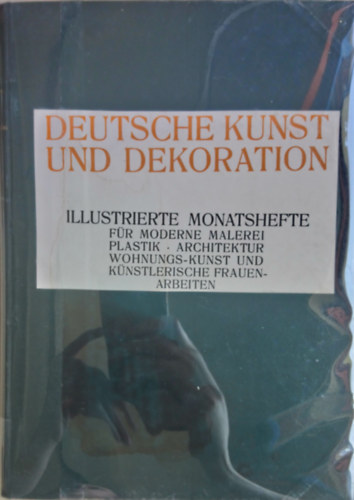 DEUTSCHE KUNST
UND DEKORATION
ILLUSTRIERTE MONATSHEFTE
FÜR MODERNE MALEREI
PLASTIK · ARCHITEKTUR
WOHNUNGS-KUNST UND
KÜNSTLERISCHE FRAUEN-
ARBEITEN